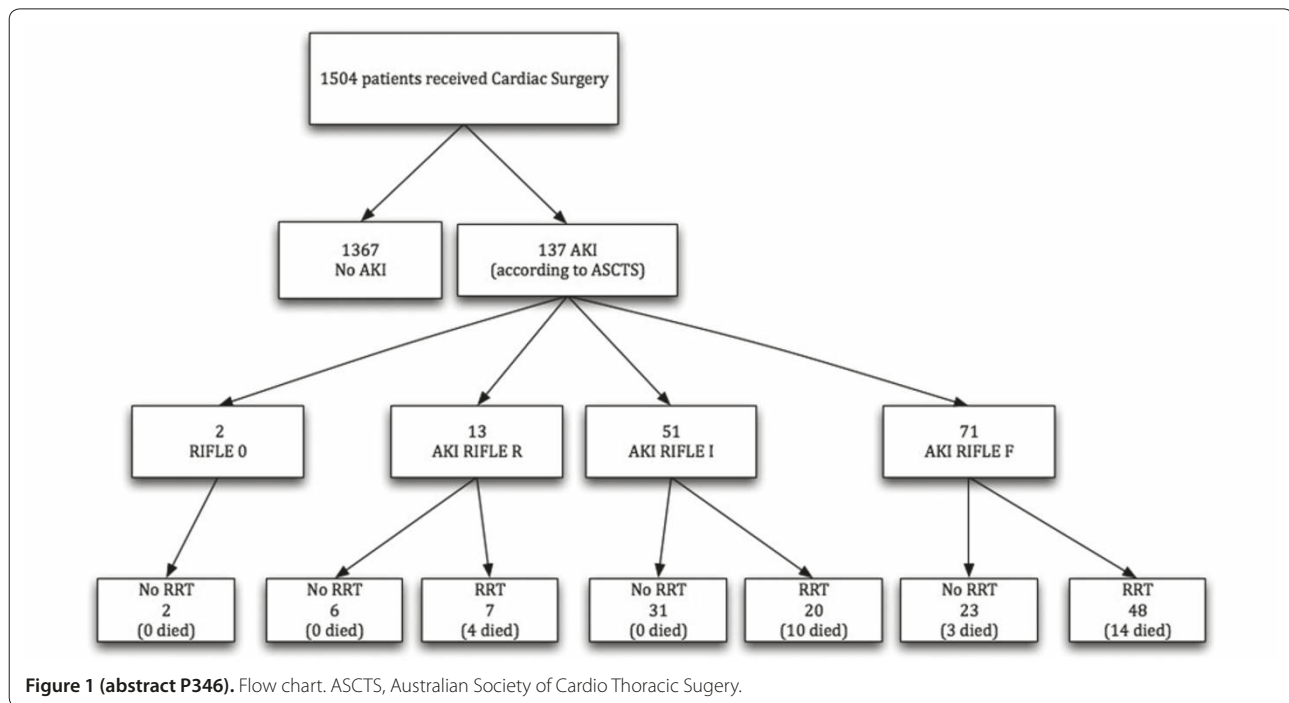 1504 patients received Cardiac Surgery
1367
No AKI
137 AKI
(according to ASCTS)
2
RIFLE 0
13
AKI RIFLE R
51
AKI RIFLE I
71
AKI RIFLE F
No RRT
2
(0 died)
No RRT
6
(0 died)
RRT
7
(4 died)
No RRT
31
(0 died)
RRT
20
(10 died)
No RRT
23
(3 died)
RRT
48
(14 died)
Figure 1 (abstract P346). Flow chart. ASCTS, Australian Society of Cardio Thoracic Sugery.